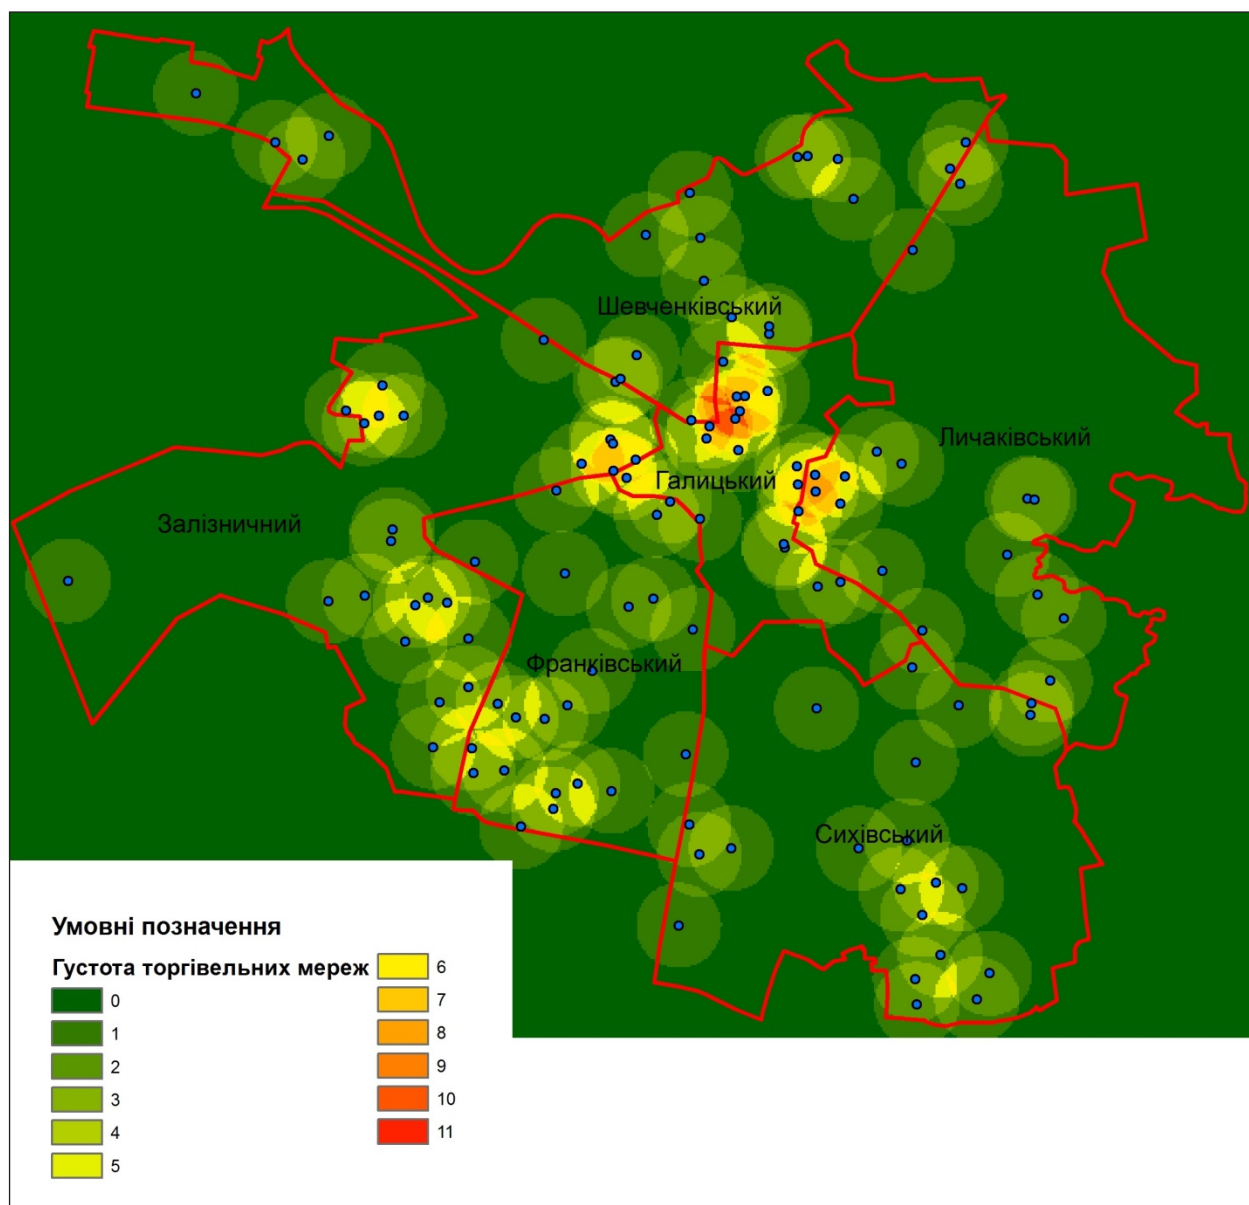 Шевченківський
Личаківський
Галицький
Залізничний
Франківський
Сихівський
Умовні позначення
Густота торгівельних мереж
0
1
2
3
4
5
6
7
8
9
10
11